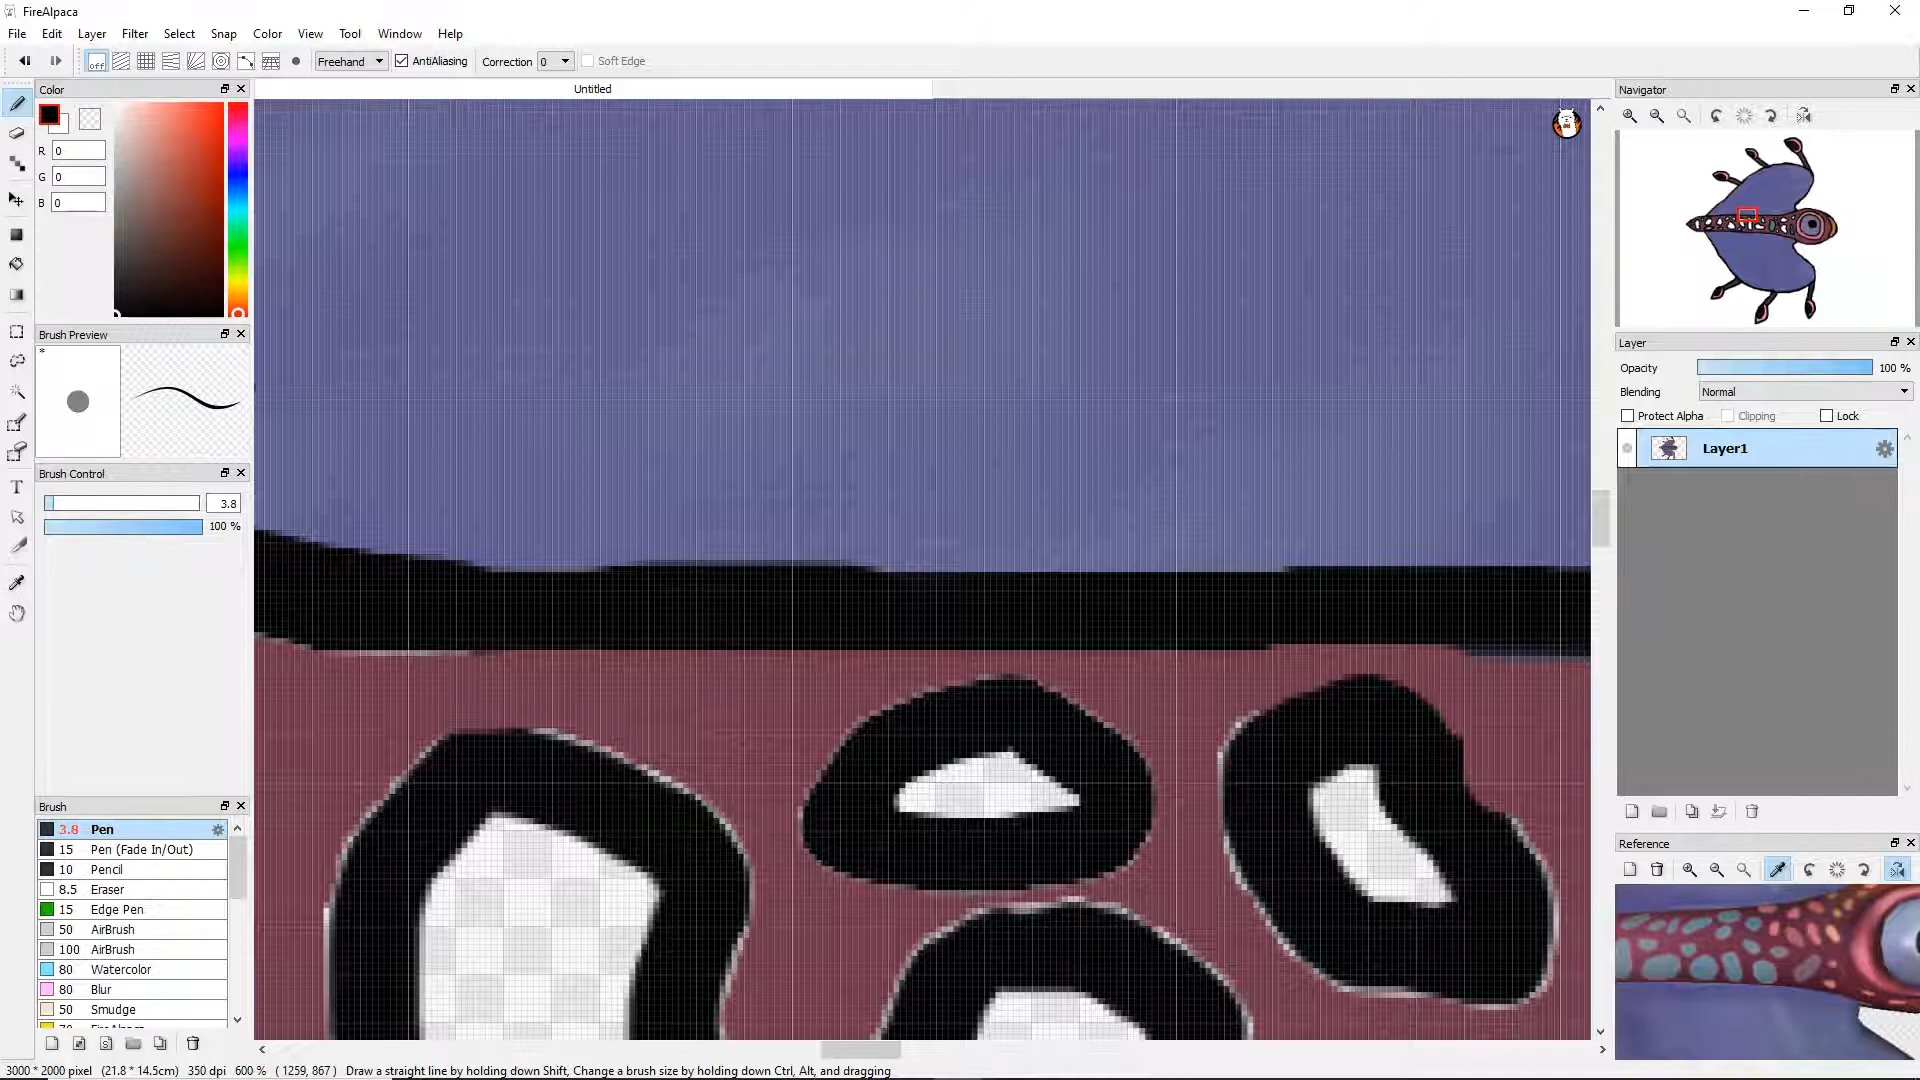 FireAlpaca
File Edit Layer Filter Select Snap Color View Tool Window Help
off Freehand AntiAliasing Correction 0 Soft Edge
Color
R 0
G 0
B 0
Brush Preview
*
Brush Control
3.8
100 %
Brush
3.8 Pen
15 Pen (Fade In/Out)
10 Pencil
8.5 Eraser
15 Edge Pen
50 AirBrush
100 AirBrush
80 Watercolor
80 Blur
50 Smudge
Untitled
Navigator
Layer
Opacity 100 %
Blending Normal
Protect Alpha Clipping Lock
Layer1
Reference
3000 * 2000 pixel (21.8 * 14.5cm) 350 dpi 600 % ( 1259, 867 ) Draw a straight line by holding down Shift, Change a brush size by holding down Ctrl, Alt, and dragging